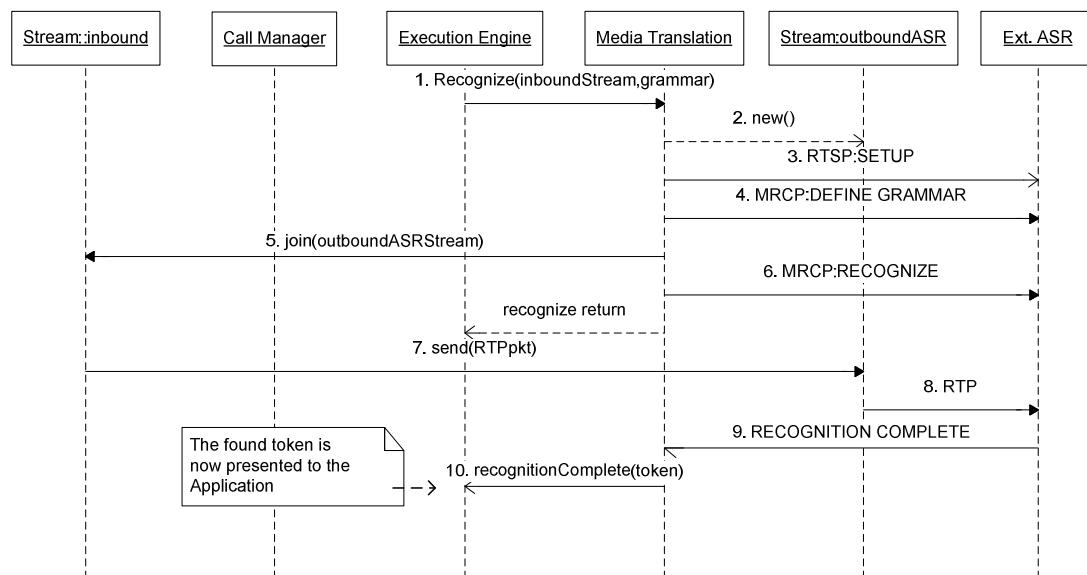 Stream::inbound
Call Manager
Execution Engine
Media Translation
Stream:outboundASR
Ext. ASR
1. Recognize(inboundStream,grammar)
2. new()
3. RTSP:SETUP
4. MRCP:DEFINE GRAMMAR
5. join(outboundASRStream)
6. MRCP:RECOGNIZE
recognize return
7. send(RTPpkt)
8. RTP
9. RECOGNITION COMPLETE
The found token is
now presented to the
Application
10. recognitionComplete(token)